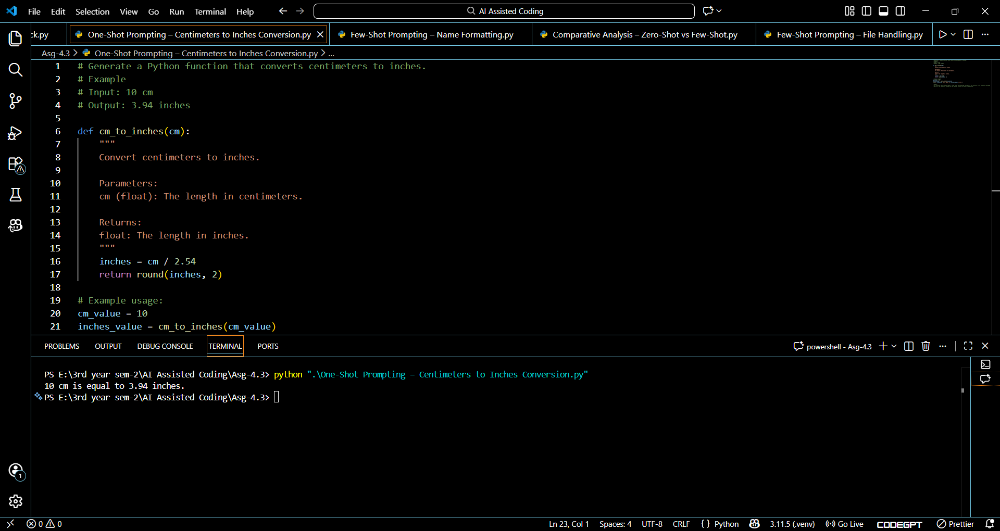 File Edit Selection View Go Run Terminal Help AI Assisted Coding
ck.py One-Shot Prompting – Centimeters to Inches Conversion.py Few-Shot Prompting – Name Formatting.py Comparative Analysis – Zero-Shot vs Few-Shot.py Few-Shot Prompting – File Handling.py
Asg-4.3 > One-Shot Prompting – Centimeters to Inches Conversion.py > ...
1 # Generate a Python function that converts centimeters to inches.
2 # Example
3 # Input: 10 cm
4 # Output: 3.94 inches
5
6 def cm_to_inches(cm):
7 """
8 Convert centimeters to inches.
9
10 Parameters:
11 cm (float): The length in centimeters.
12
13 Returns:
14 float: The length in inches.
15 """
16 inches = cm / 2.54
17 return round(inches, 2)
18
19 # Example usage:
20 cm_value = 10
21 inches_value = cm_to_inches(cm_value)
PROBLEMS OUTPUT DEBUG CONSOLE TERMINAL PORTS powershell - Asg-4.3
PS E:\3rd year sem-2\AI Assisted Coding\Asg-4.3> python ".\One-Shot Prompting – Centimeters to Inches Conversion.py"
10 cm is equal to 3.94 inches.
PS E:\3rd year sem-2\AI Assisted Coding\Asg-4.3>
1
0 0 Ln 23, Col 1 Spaces: 4 UTF-8 CRLF {} Python 3.11.5 (.venv) Go Live CODEGPT Prettier